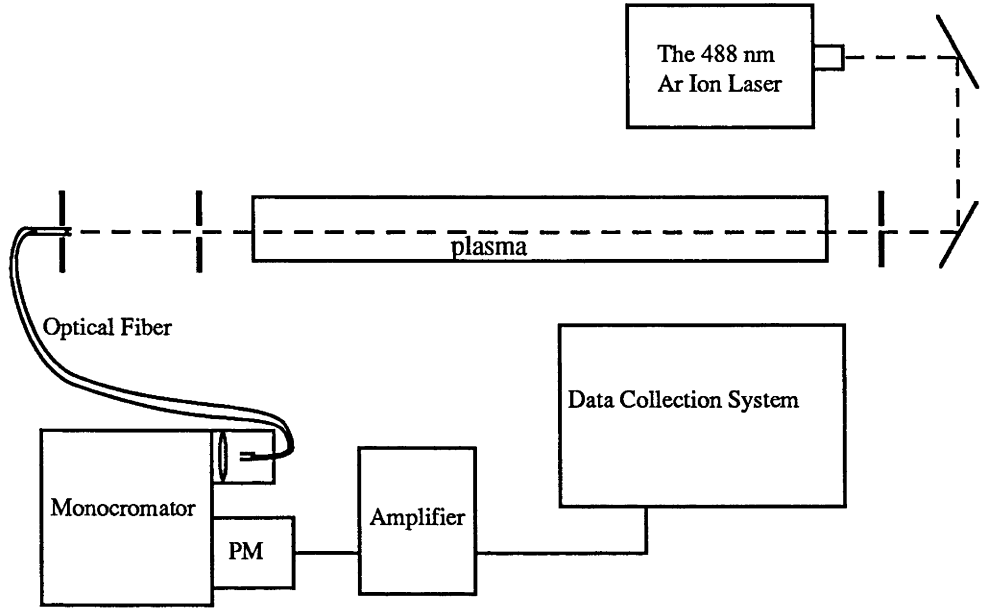 The 488 nm
Ar Ion Laser
plasma
Optical Fiber
Data Collection System
Monocromator
Amplifier
PM